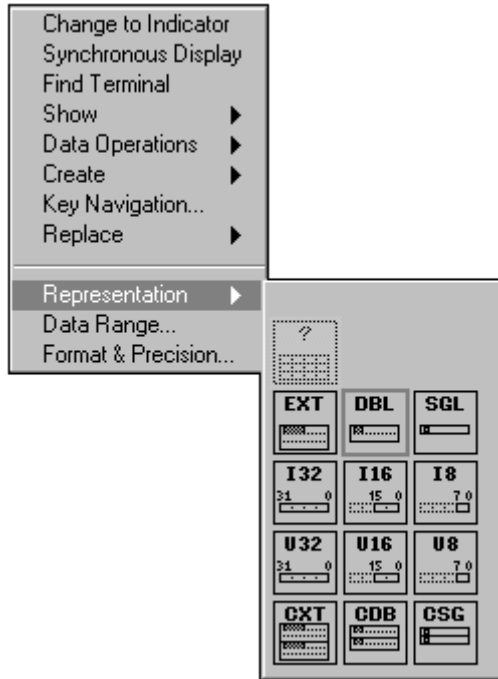 Change to Indicator
Synchronous Display
Find Terminal
Show
Data Operations
Create
Key Navigation...
Replace
Representation
Data Range...
Format & Precision...
?
EXT DBL SGL
I32 I16 I8
31 0 15 0 7 0
U32 U16 U8
31 0 15 0 7 0
CXT CDB CSG